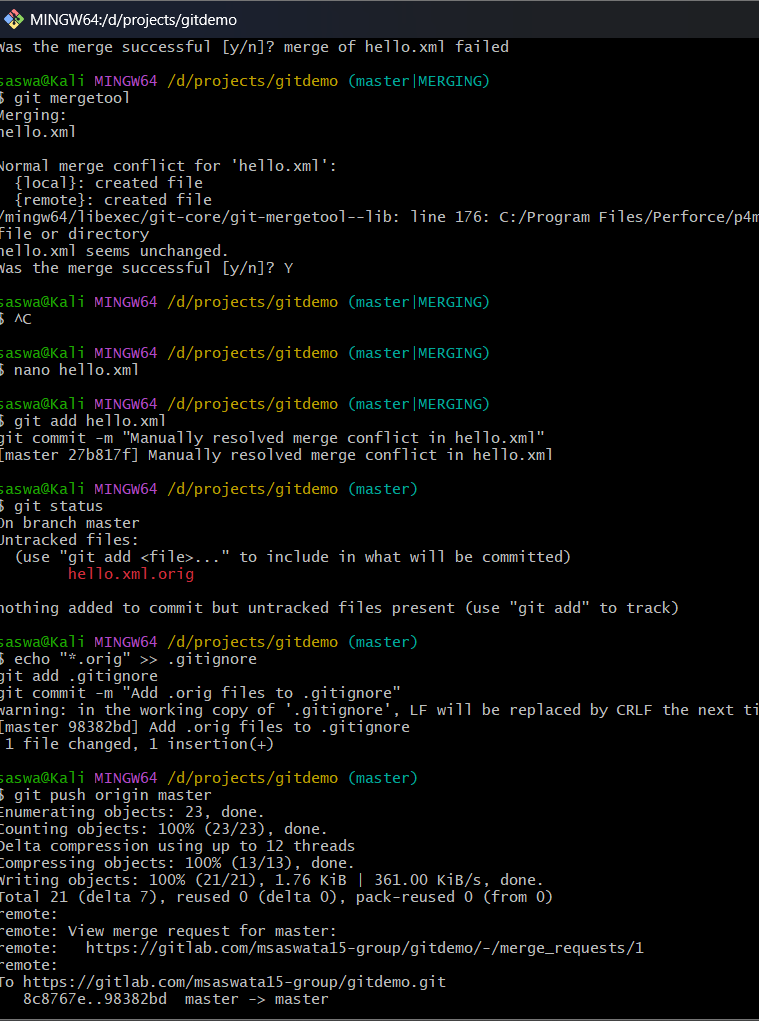 MINGW64:/d/projects/gitdemo
Was the merge successful [y/n]? merge of hello.xml failed
saswa@Kali MINGW64 /d/projects/gitdemo (master|MERGING)
$ git mergetool
Merging:
hello.xml
Normal merge conflict for 'hello.xml':
{local}: created file
{remote}: created file
/mingw64/libexec/git-core/git-mergetool--lib: line 176: C:/Program Files/Perforce/p4m
file or directory
hello.xml seems unchanged.
Was the merge successful [y/n]? Y
saswa@Kali MINGW64 /d/projects/gitdemo (master|MERGING)
$ ^C
saswa@Kali MINGW64 /d/projects/gitdemo (master|MERGING)
$ nano hello.xml
saswa@Kali MINGW64 /d/projects/gitdemo (master|MERGING)
$ git add hello.xml
git commit -m "Manually resolved merge conflict in hello.xml"
[master 27b817f] Manually resolved merge conflict in hello.xml
saswa@Kali MINGW64 /d/projects/gitdemo (master)
$ git status
On branch master
Untracked files:
(use "git add <file>..." to include in what will be committed)
hello.xml.orig
nothing added to commit but untracked files present (use "git add" to track)
saswa@Kali MINGW64 /d/projects/gitdemo (master)
$ echo "*.orig" >> .gitignore
git add .gitignore
git commit -m "Add .orig files to .gitignore"
warning: in the working copy of '.gitignore', LF will be replaced by CRLF the next ti
[master 98382bd] Add .orig files to .gitignore
1 file changed, 1 insertion(+)
saswa@Kali MINGW64 /d/projects/gitdemo (master)
$ git push origin master
Enumerating objects: 23, done.
Counting objects: 100% (23/23), done.
Delta compression using up to 12 threads
Compressing objects: 100% (13/13), done.
Writing objects: 100% (21/21), 1.76 KiB | 361.00 KiB/s, done.
Total 21 (delta 7), reused 0 (delta 0), pack-reused 0 (from 0)
remote:
remote: View merge request for master:
remote: https://gitlab.com/msaswata15-group/gitdemo/-/merge_requests/1
remote:
To https://gitlab.com/msaswata15-group/gitdemo.git
8c8767e..98382bd master -> master